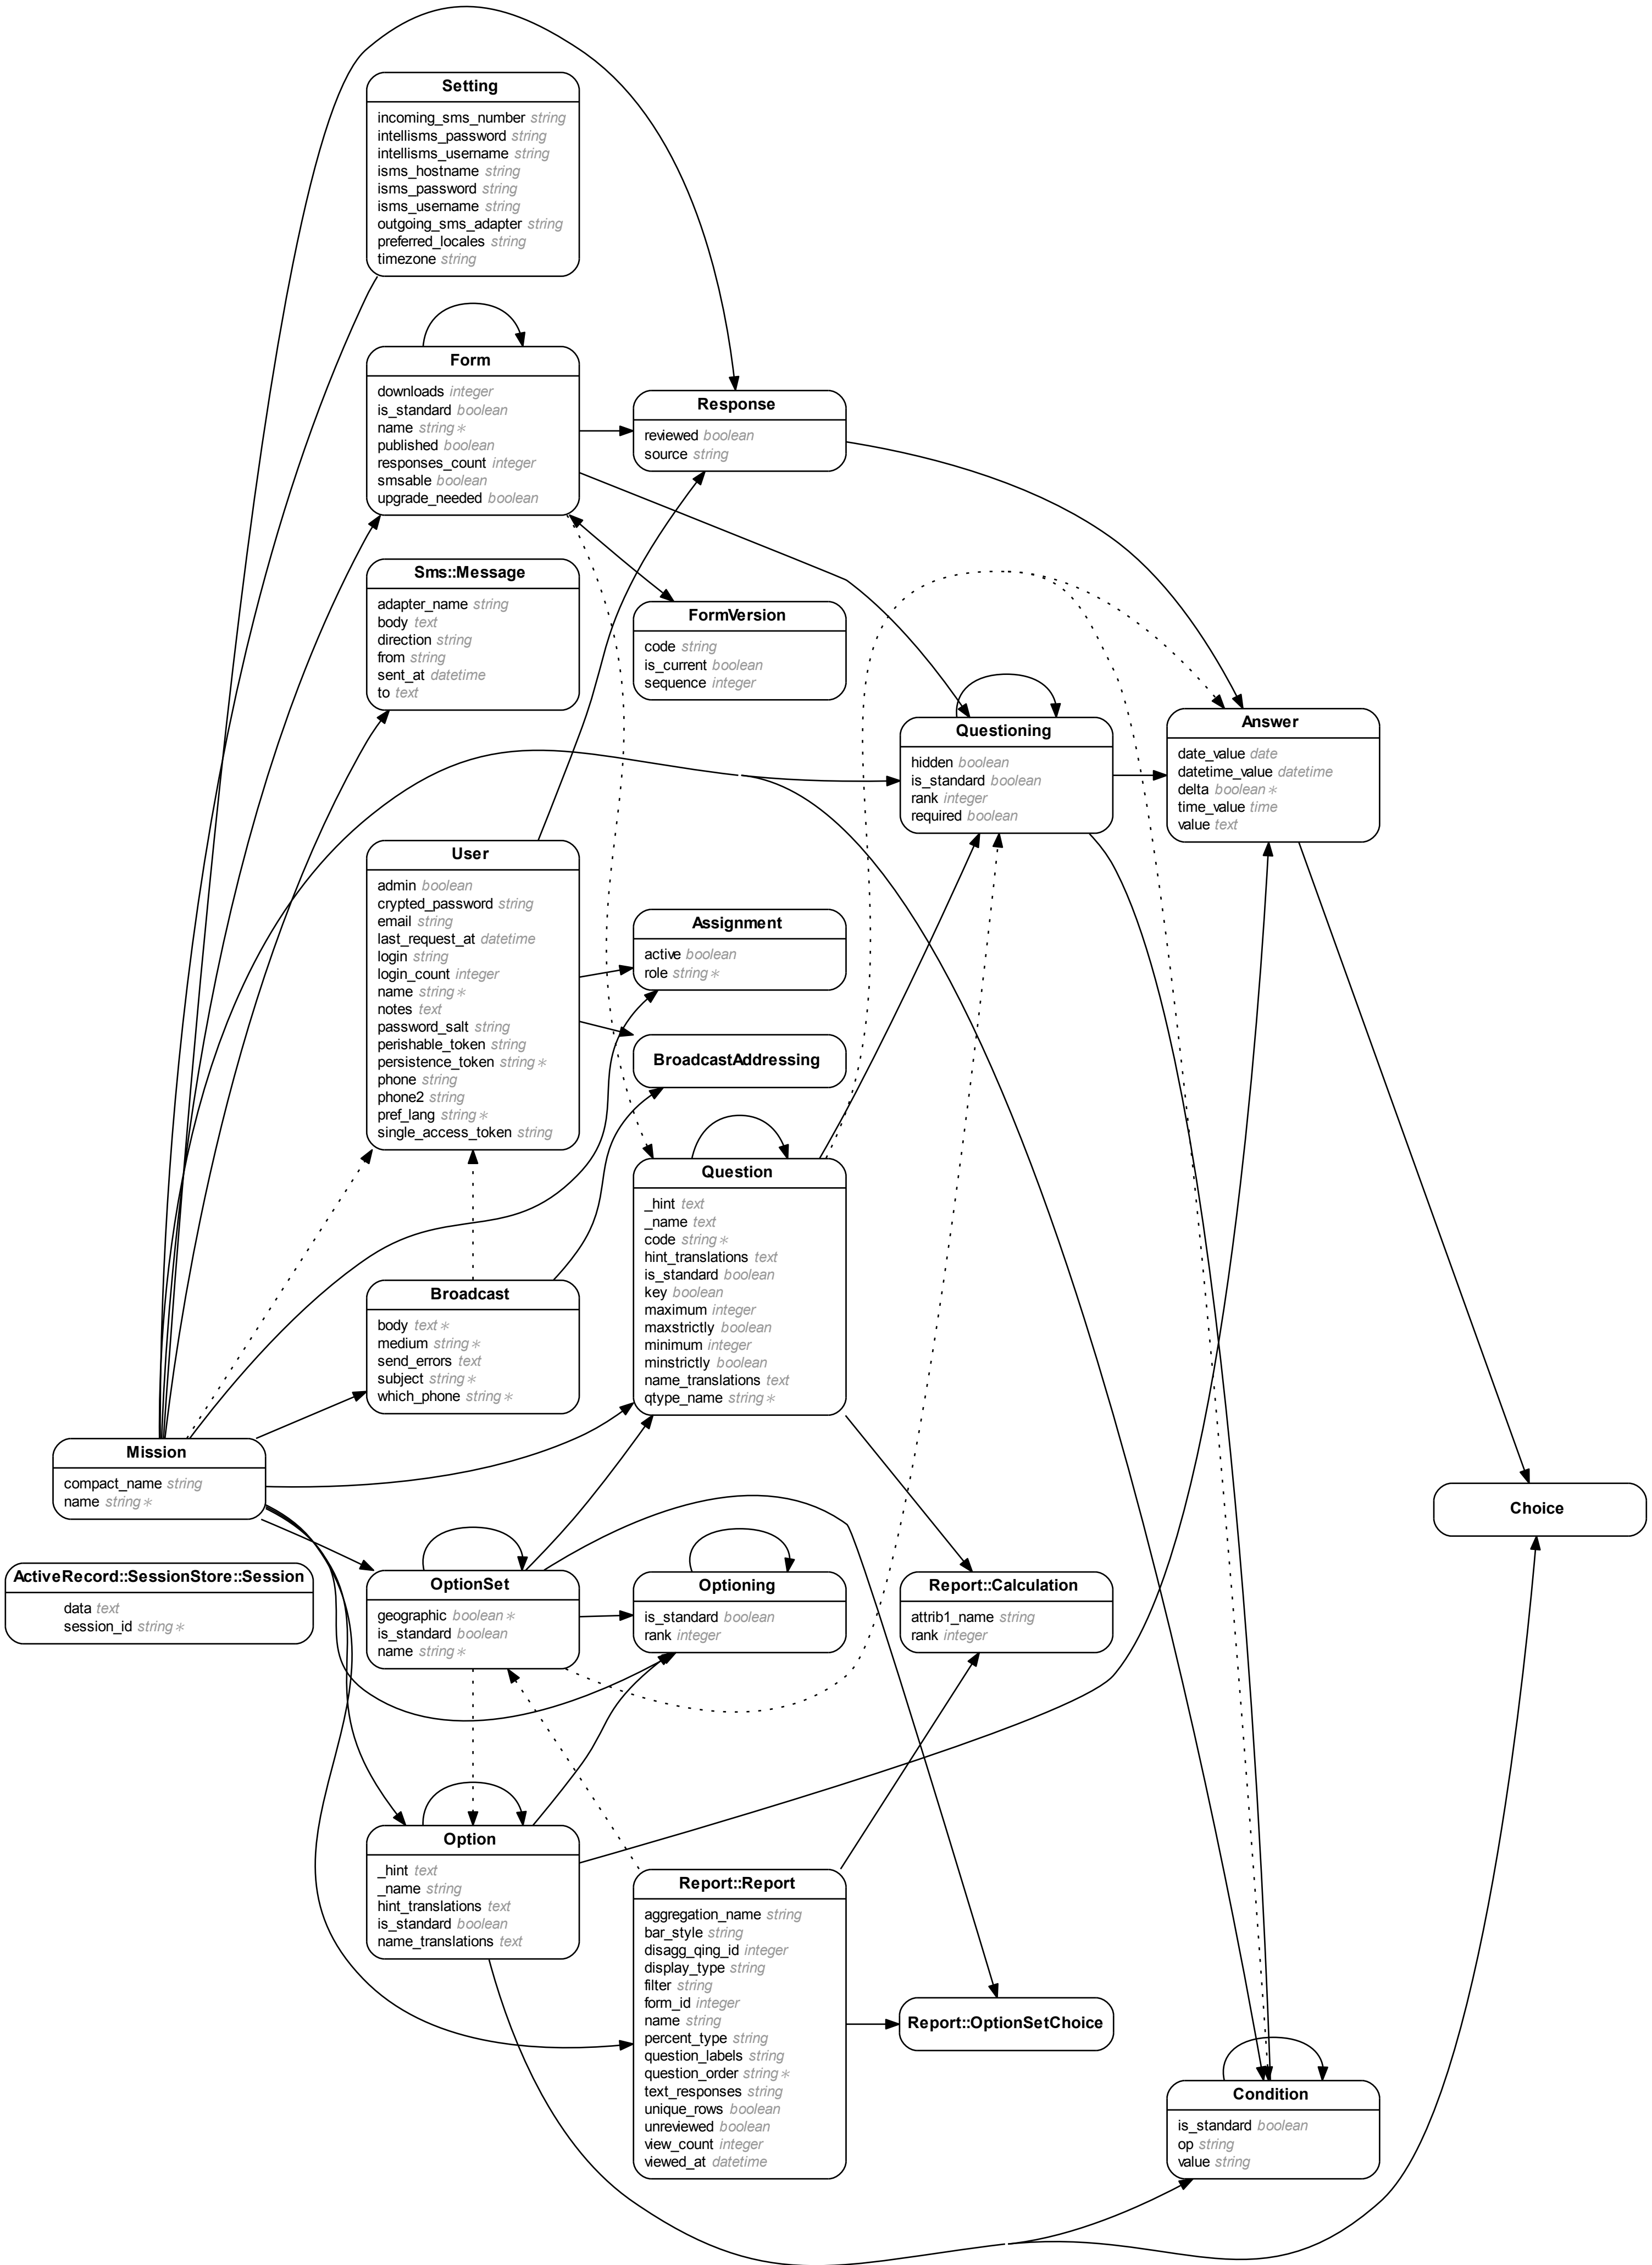 Setting
incoming_sms_number string
intellisms_password string
intellisms_username string
isms_hostname string
isms_password string
isms_username string
outgoing_sms_adapter string
preferred_locales string
timezone string
Form
downloads integer
is_standard boolean
name string ∗
published boolean
responses_count integer
smsable boolean
upgrade_needed boolean
Response
reviewed boolean
source string
Sms::Message
adapter_name string
body text
direction string
from string
sent_at datetime
to text
FormVersion
code string
is_current boolean
sequence integer
Questioning
hidden boolean
is_standard boolean
rank integer
required boolean
Answer
date_value date
datetime_value datetime
delta boolean ∗
time_value time
value text
User
admin boolean
crypted_password string
email string
last_request_at datetime
login string
login_count integer
name string ∗
notes text
password_salt string
perishable_token string
persistence_token string ∗
phone string
phone2 string
pref_lang string ∗
single_access_token string
Assignment
active boolean
role string ∗
BroadcastAddressing
Question
_hint text
_name text
code string ∗
hint_translations text
is_standard boolean
key boolean
maximum integer
maxstrictly boolean
minimum integer
minstrictly boolean
name_translations text
qtype_name string ∗
Broadcast
body text ∗
medium string ∗
send_errors text
subject string ∗
which_phone string ∗
Mission
compact_name string
name string ∗
Choice
ActiveRecord::SessionStore::Session
data text
session_id string ∗
OptionSet
geographic boolean ∗
is_standard boolean
name string ∗
Optioning
is_standard boolean
rank integer
Report::Calculation
attrib1_name string
rank integer
Option
_hint text
_name string
hint_translations text
is_standard boolean
name_translations text
Report::Report
aggregation_name string
bar_style string
disagg_qing_id integer
display_type string
filter string
form_id integer
name string
percent_type string
question_labels string
question_order string ∗
text_responses string
unique_rows boolean
unreviewed boolean
view_count integer
viewed_at datetime
Report::OptionSetChoice
Condition
is_standard boolean
op string
value string